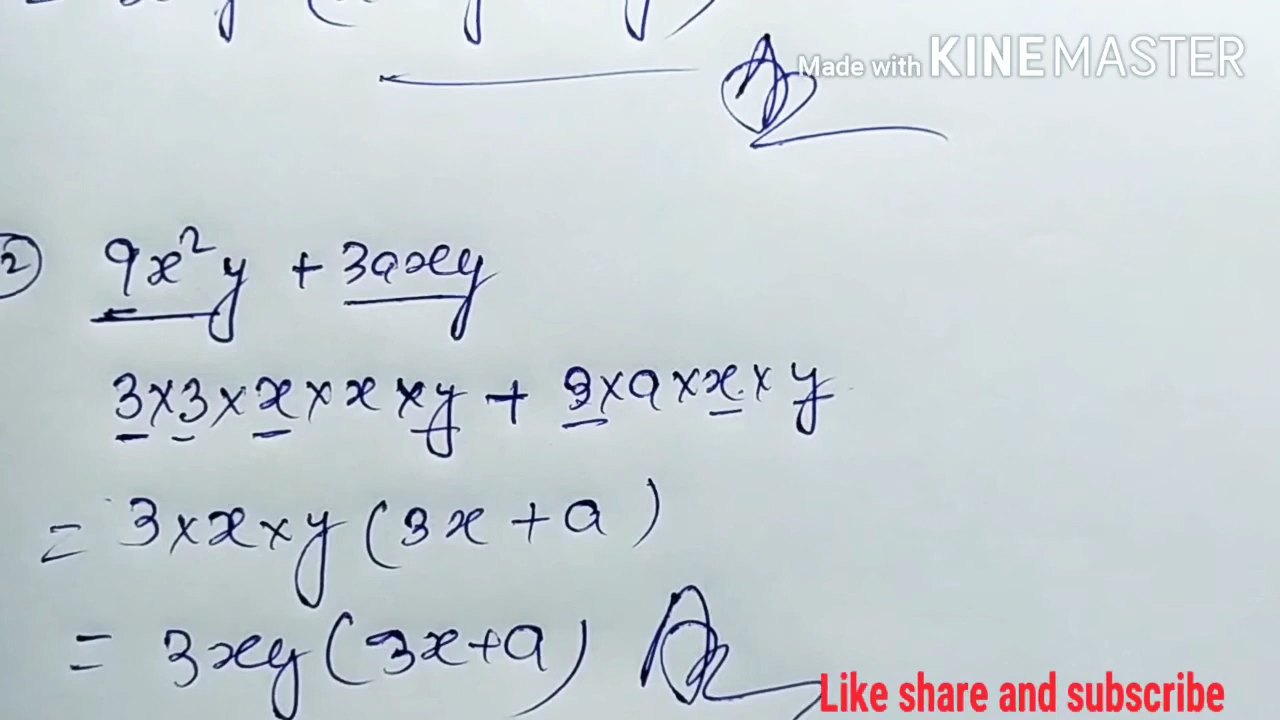 Made with KINEMASTER
② 9x²y + 3axy
3×3×x×x×y + 3×a×x×y
= 3×x×y(3x+a)
= 3xy(3x+a)
Like share and subscribe